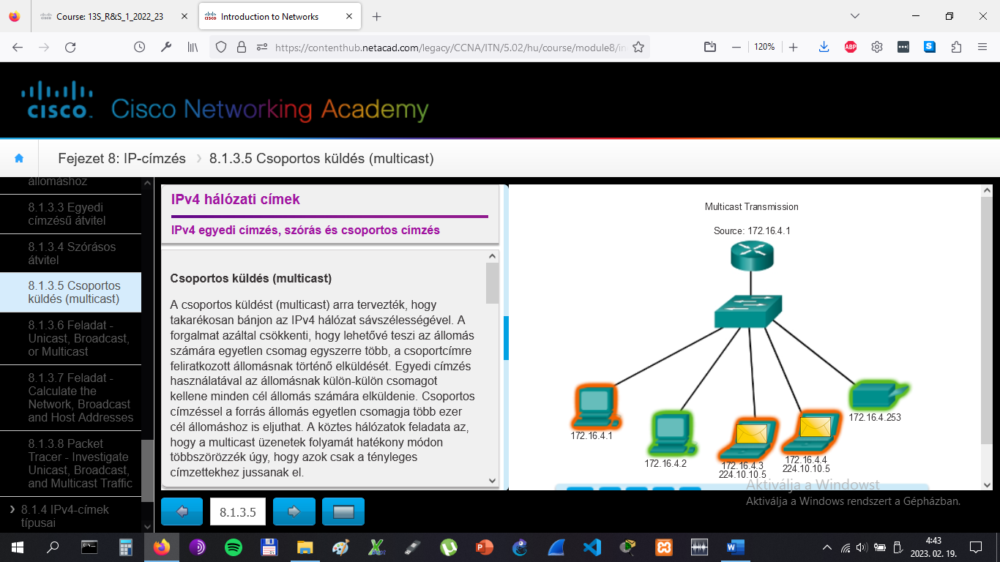 Course: 13S_R&S_1_2022_23
Introduction to Networks
https://contenthub.netacad.com/legacy/CCNA/ITN/5.02/hu/course/module8/in
120%
ABP
CISCO.
Cisco Networking Academy
Fejezet 8: IP-címzés
8.1.3.5 Csoportos küldés (multicast)
állomáshoz
8.1.3.3 Egyedi
címzésű átvitel
8.1.3.4 Szórásos
átvitel
8.1.3.5 Csoportos
küldés (multicast)
8.1.3.6 Feladat -
Unicast, Broadcast,
or Multicast
8.1.3.7 Feladat -
Calculate the
Network, Broadcast
and Host Addresses
8.1.3.8 Packet
Tracer - Investigate
Unicast, Broadcast,
and Multicast Traffic
8.1.4 IPv4-címek
típusai
IPv4 hálózati címek
IPv4 egyedi címzés, szórás és csoportos címzés
Csoportos küldés (multicast)
A csoportos küldést (multicast) arra tervezték, hogy
takarékosan bánjon az IPv4 hálózat sávszélességével. A
forgalmat azáltal csökkenti, hogy lehetővé teszi az állomás
számára egyetlen csomag egyszerre több, a csoportcímre
feliratkozott állomásnak történő elküldését. Egyedi címzés
használatával az állomásnak külön-külön csomagot
kellene minden cél állomás számára elküldenie. Csoportos
címzéssel a forrás állomás egyetlen csomagja több ezer
cél állomáshoz is eljuthat. A köztes hálózatok feladata az,
hogy a multicast üzenetek folyamát hatékony módon
többszörözzék úgy, hogy azok csak a tényleges
címzettekhez jussanak el.
8.1.3.5
Multicast Transmission
Source: 172.16.4.1
172.16.4.1
172.16.4.2
172.16.4.3
224.10.10.5
172.16.4.4
224.10.10.5
172.16.4.253
Aktiválja a Windowst
Aktiválja a Windows rendszert a Gépházban.
4:43
2023. 02. 19.